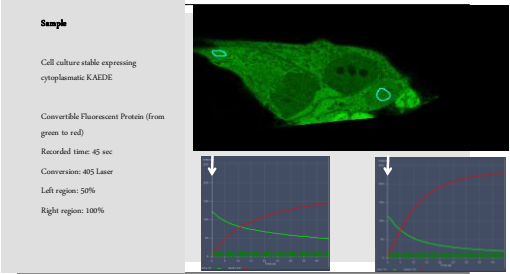 Sample
Cell culture stable expressing
cytoplasmatic KAEDE
Convertible Fluorescent Protein (from
green to red)
Recorded time: 45 sec
Conversion: 405 Laser
Left region: 50%
Right region: 100%